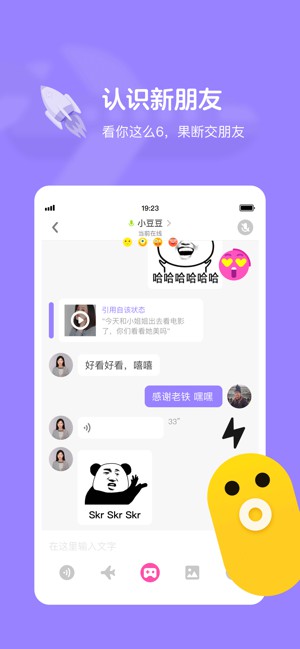 认识新朋友
看你这么6，果断交朋友
19:23
小豆豆
当前在线
哈哈哈哈哈哈
引用自该状态
“今天和小姐姐出去看电影
了，你们看看她美吗”
好看好看，嘻嘻
感谢老铁 嘿嘿
33"
Skr Skr Skr
在这里输入文字